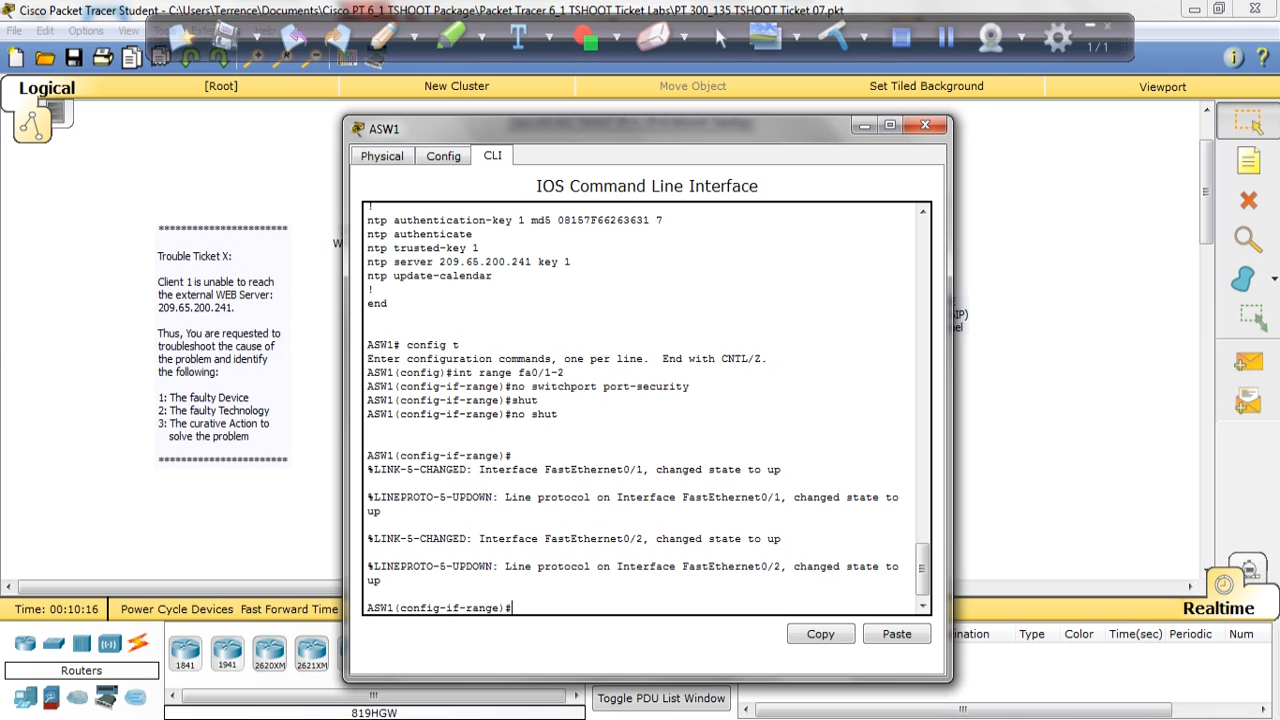 Cisco Packet Tracer Student - C:\Users\Terrence\Documents\Cisco PT 6_1 TSHOOT Package\Packet Tracer 6_1 TSHOOT Ticket Labs\PT 300_135 TSHOOT Ticket 07.pkt
File Edit Options View
1/1
Logical
[Root]
New Cluster
Move Object
Set Tiled Background
Viewport
ASW1
Physical
Config
CLI
IOS Command Line Interface
!
ntp authentication-key 1 md5 08157F66263631 7
ntp authenticate
ntp trusted-key 1
ntp server 209.65.200.241 key 1
ntp update-calendar
!
end
ASW1# config t
Enter configuration commands, one per line.  End with CNTL/Z.
ASW1(config)#int range fa0/1-2
ASW1(config-if-range)#no switchport port-security
ASW1(config-if-range)#shut
ASW1(config-if-range)#no shut
ASW1(config-if-range)#
%LINK-5-CHANGED: Interface FastEthernet0/1, changed state to up
%LINEPROTO-5-UPDOWN: Line protocol on Interface FastEthernet0/1, changed state to
up
%LINK-5-CHANGED: Interface FastEthernet0/2, changed state to up
%LINEPROTO-5-UPDOWN: Line protocol on Interface FastEthernet0/2, changed state to
up
ASW1(config-if-range)#
Copy
Paste
***********************
Trouble Ticket X:
Client 1 is unable to reach
the external WEB Server:
209.65.200.241.
Thus, You are requested to
troubleshoot the cause of
the problem and identify
the following:
1: The faulty Device
2: The faulty Technology
3: The curative Action to
solve the problem
***********************
W
IP)
nel
Time: 00:10:16
Power Cycle Devices Fast Forward Time
Realtime
Routers
1841
1941
2620XM
2621XM
819HGW
Toggle PDU List Window
ination
Type
Color
Time(sec)
Periodic
Num